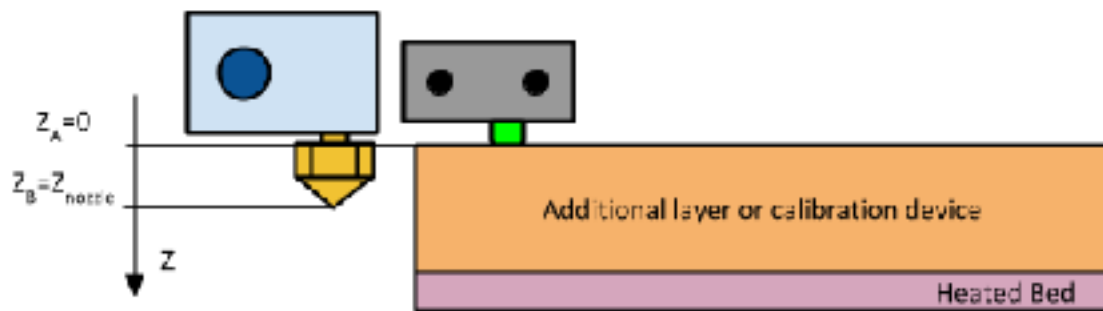 Z_A=0
Z_B=Z_nozzle
Additional layer or calibration device
Z
Heated Bed